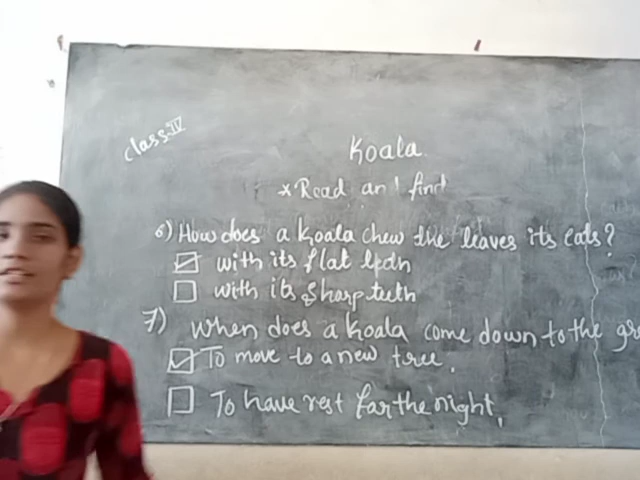 Class: IV
Koala
* Read and find
6) How does a Koala chew the leaves its eats?
☑ with its flat
☐ with its sharp teeth
7) When does a koala come down to the
☑ To move to a new tree.
☐ To have rest for the night,